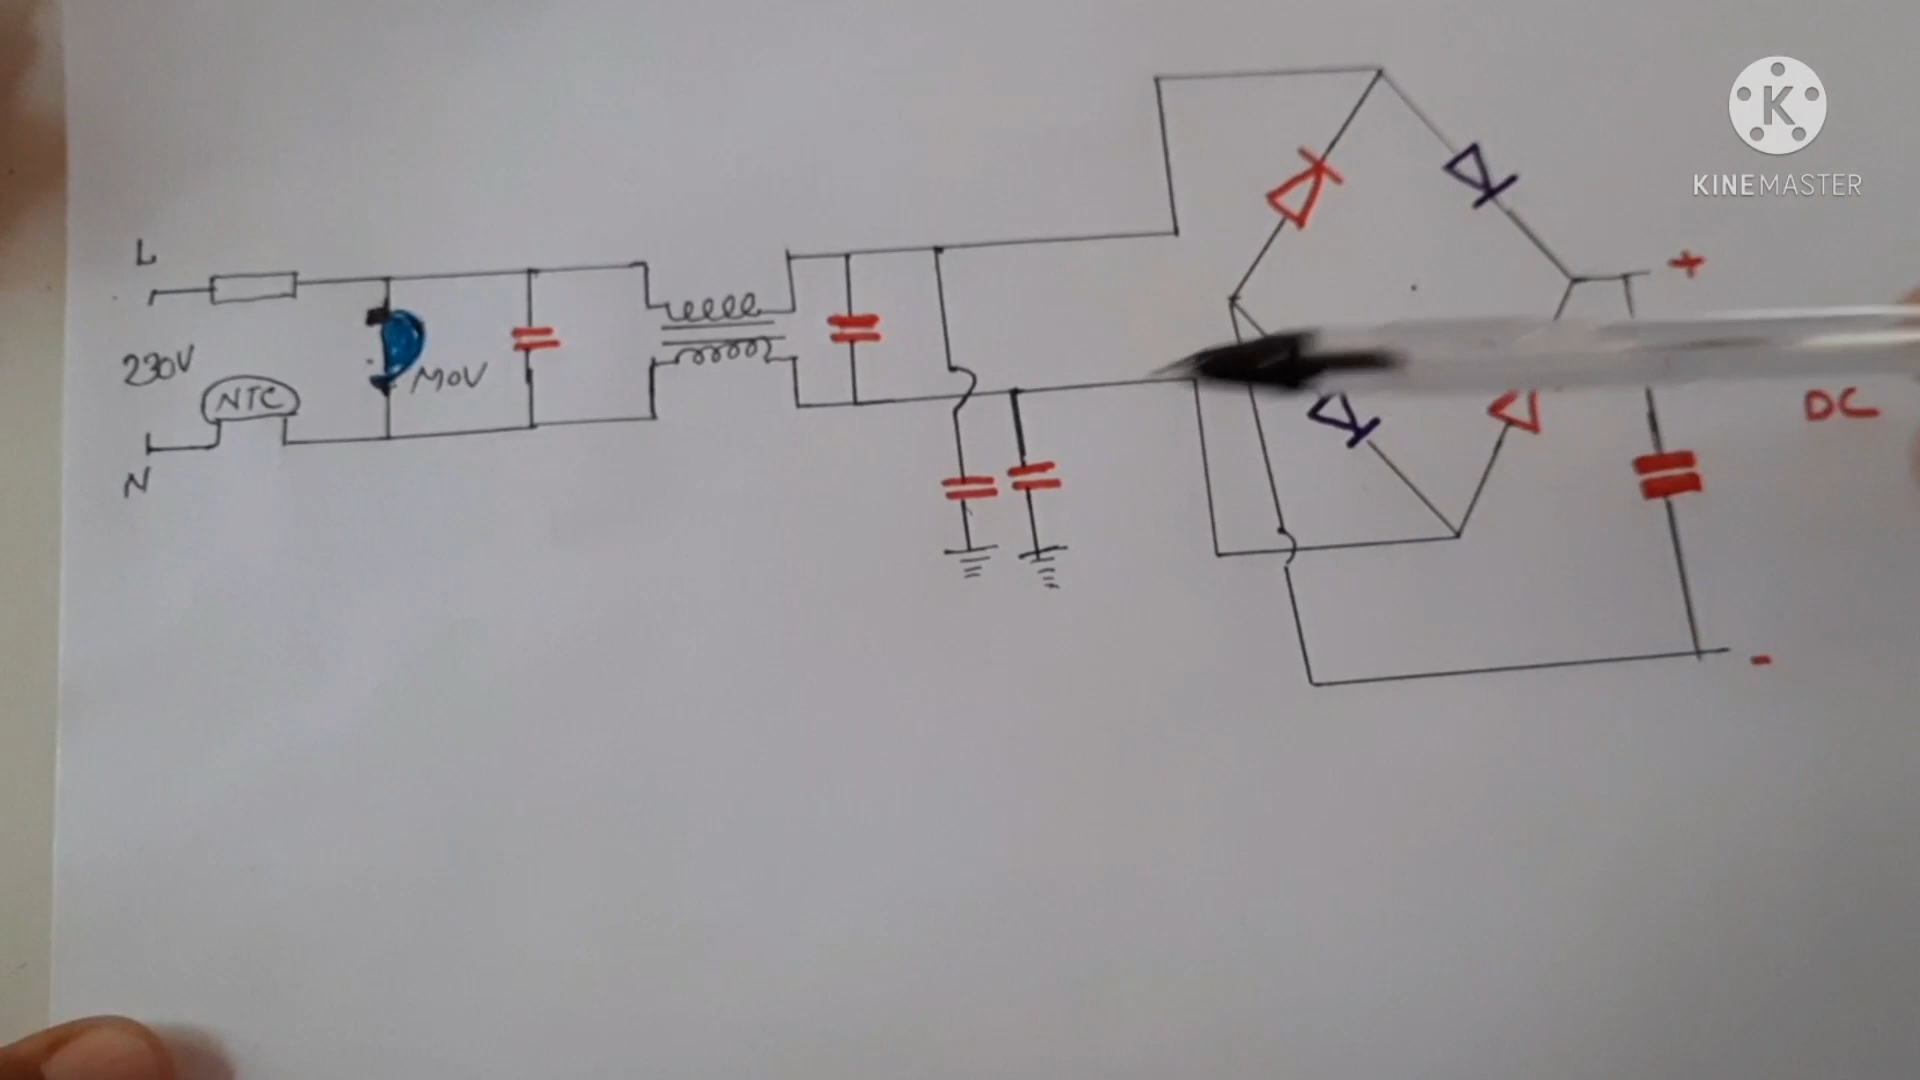 L
230V
NTC
MOV
N
+
DC
-
K
KINEMASTER